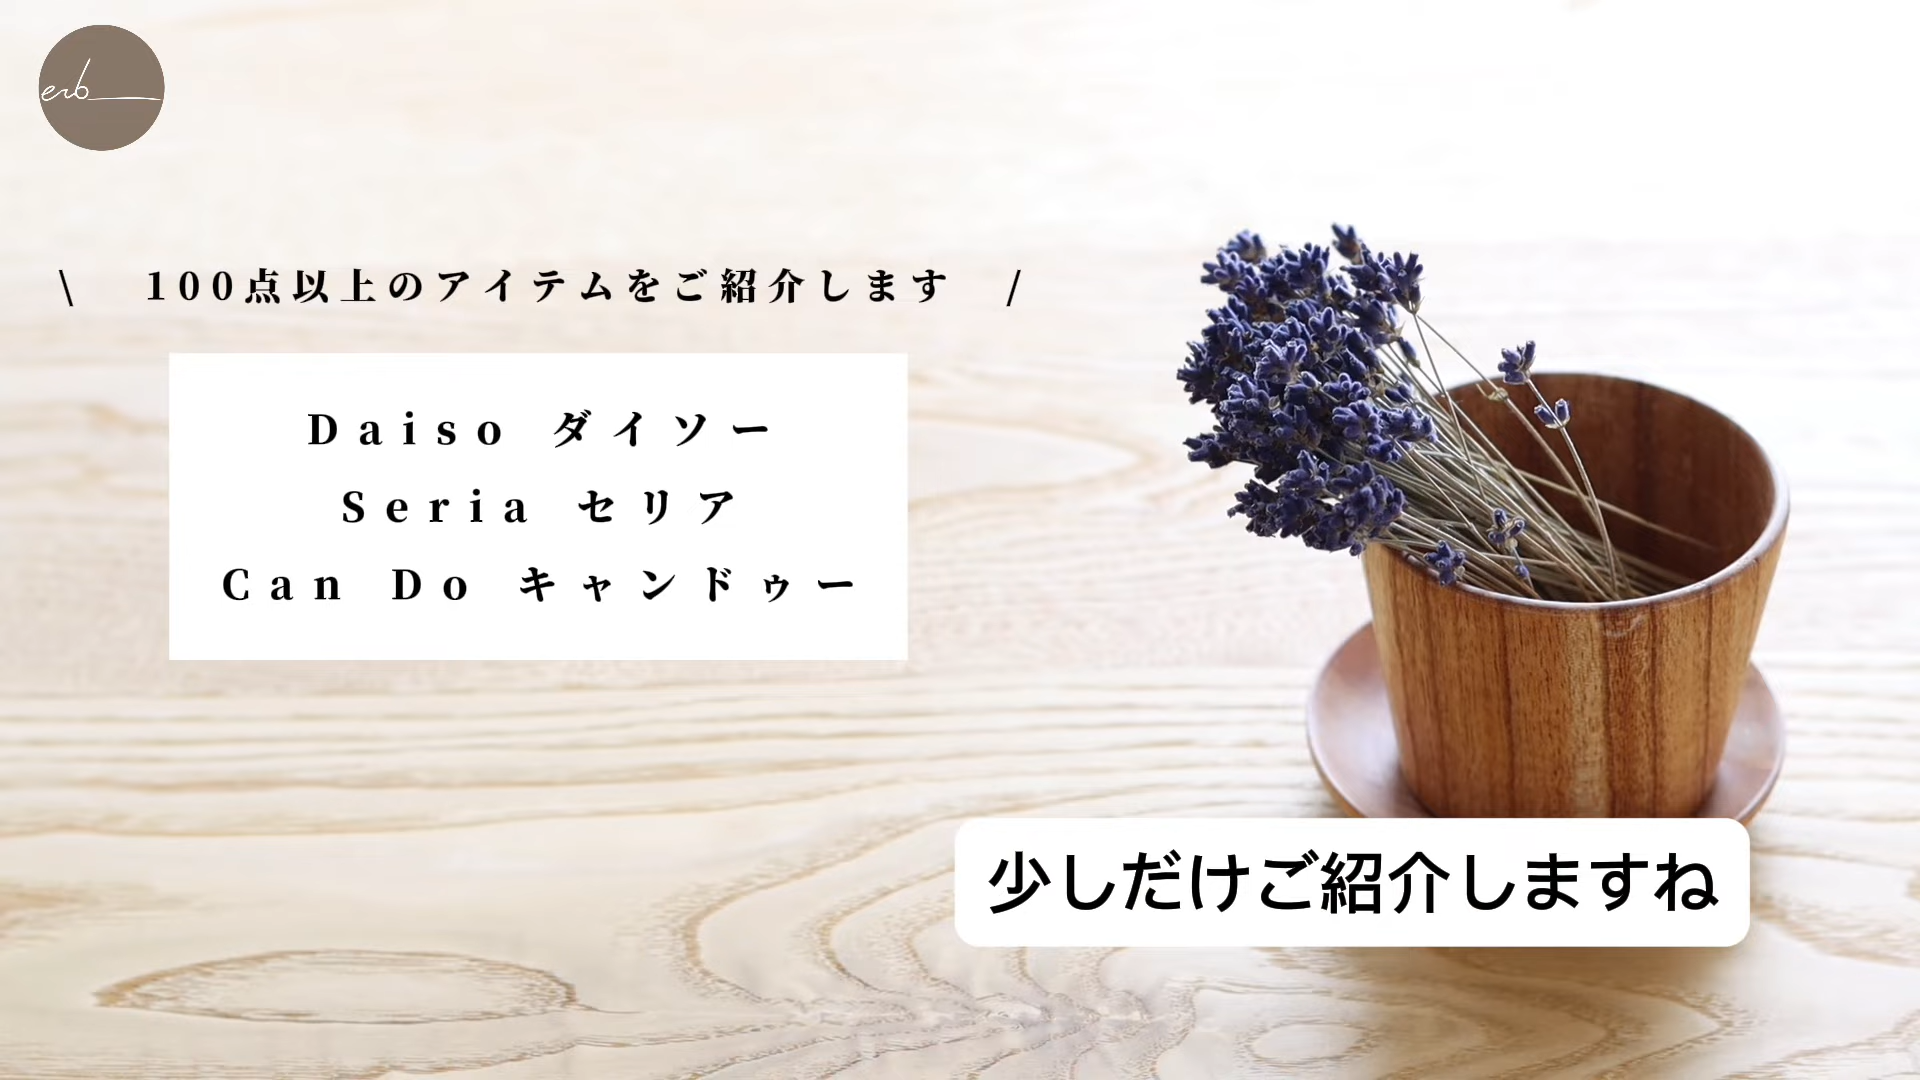 erb
\ 100点以上のアイテムをご紹介します /
Daiso ダイソー
Seria セリア
Can Do キャンドゥー
少しだけご紹介しますね